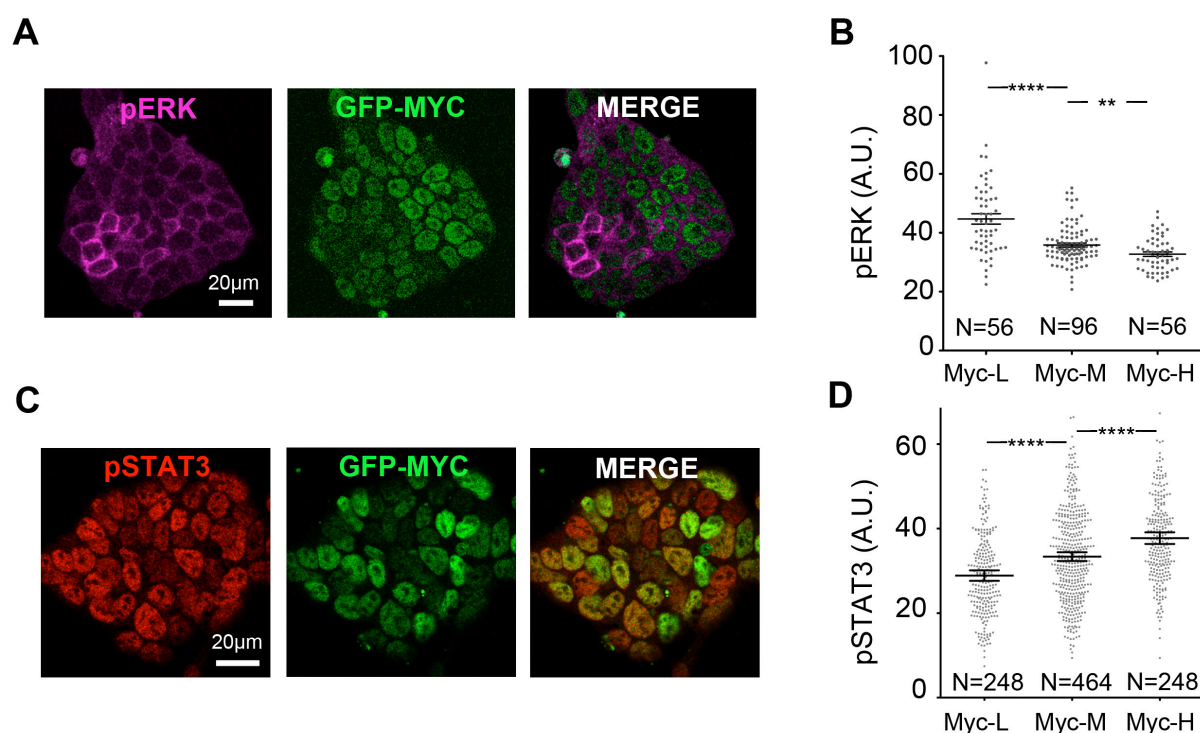 A
pERK
GFP-MYC
MERGE
20µm
B
100
80
60
40
20
0
pERK (A.U.)
****
**
N=56 N=96 N=56
Myc-L Myc-M Myc-H
C
pSTAT3
GFP-MYC
MERGE
20µm
D
60
40
20
0
pSTAT3 (A.U.)
****
****
N=248 N=464 N=248
Myc-L Myc-M Myc-H